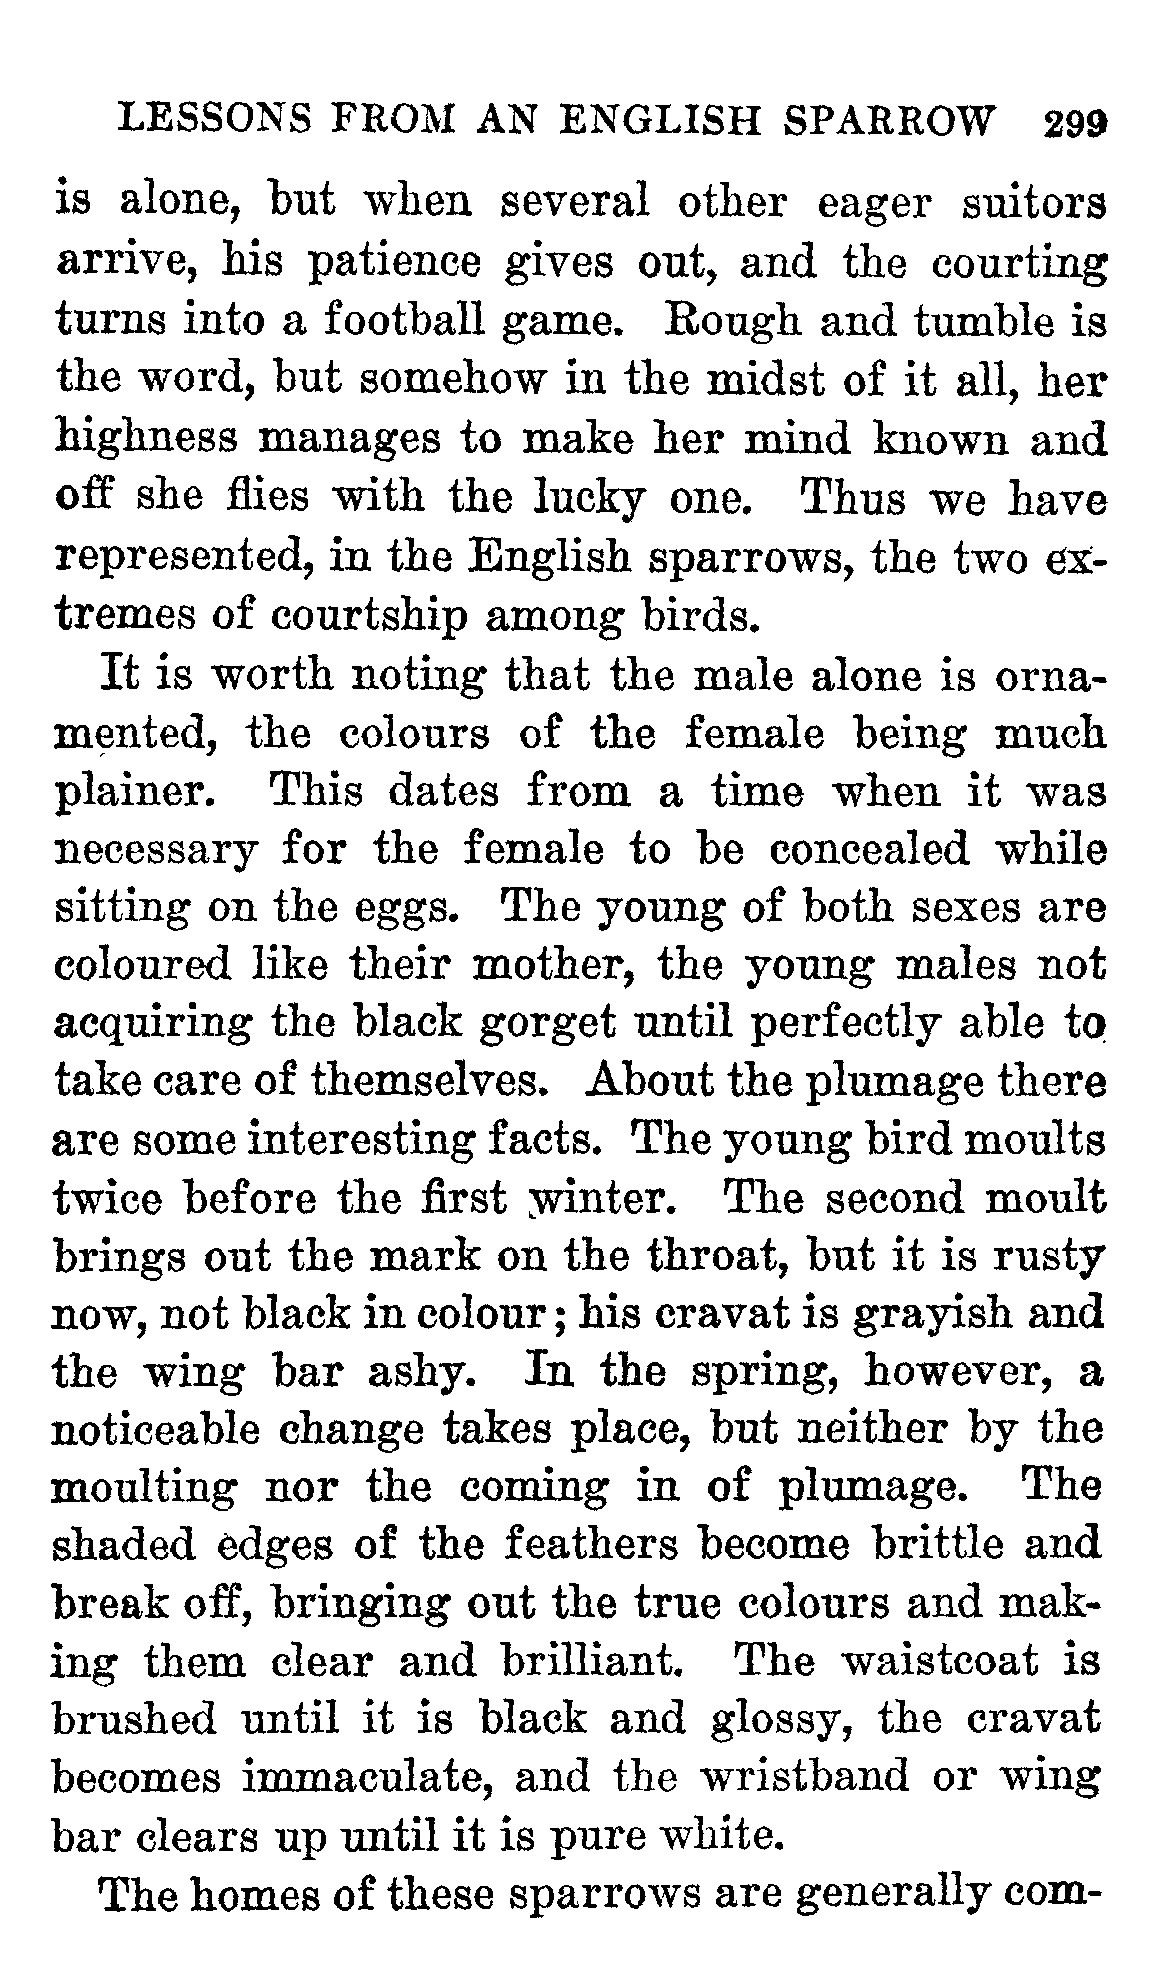 LESSONS FROM AN ENGLISH SPARROW 299
is alone, but when several other eager suitors
arrive, his patience gives out, and the courting
turns into a football game. Rough and tumble is
the word, but somehow in the midst of it all, her
highness manages to make her mind known and
off she flies with the lucky one. Thus we have
represented, in the English sparrows, the two ex-
tremes of courtship among birds.
It is worth noting that the male alone is orna-
mented, the colours of the female being much
plainer. This dates from a time when it was
necessary for the female to be concealed while
sitting on the eggs. The young of both sexes are
coloured like their mother, the young males not
acquiring the black gorget until perfectly able to
take care of themselves. About the plumage there
are some interesting facts. The young bird moults
twice before the first winter. The second moult
brings out the mark on the throat, but it is rusty
now, not black in colour; his cravat is grayish and
the wing bar ashy. In the spring, however, a
noticeable change takes place, but neither by the
moulting nor the coming in of plumage. The
shaded edges of the feathers become brittle and
break off, bringing out the true colours and mak-
ing them clear and brilliant. The waistcoat is
brushed until it is black and glossy, the cravat
becomes immaculate, and the wristband or wing
bar clears up until it is pure white.
The homes of these sparrows are generally com-